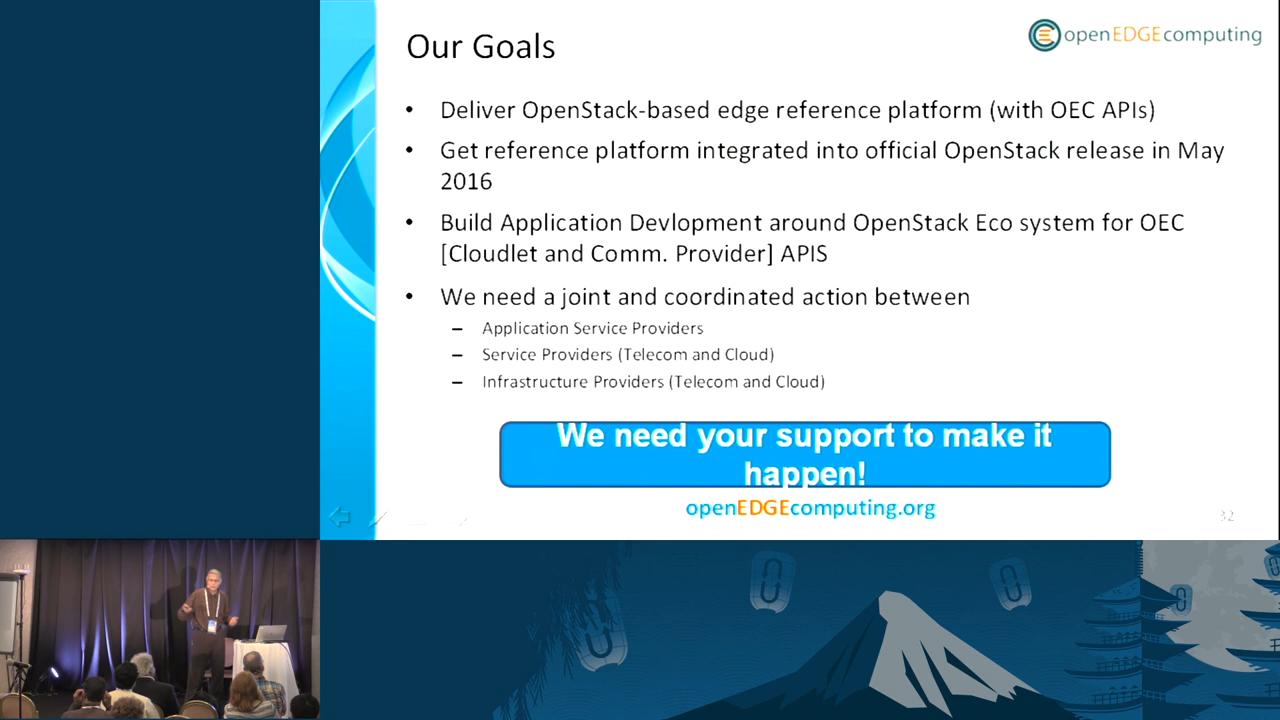 Our Goals
openEDGEcomputing
• Deliver OpenStack-based edge reference platform (with OEC APIs)
• Get reference platform integrated into official OpenStack release in May
2016
• Build Application Devlopment around OpenStack Eco system for OEC
[Cloudlet and Comm. Provider] APIS
• We need a joint and coordinated action between
– Application Service Providers
– Service Providers (Telecom and Cloud)
– Infrastructure Providers (Telecom and Cloud)
We need your support to make it
happen!
openEDGEcomputing.org
32